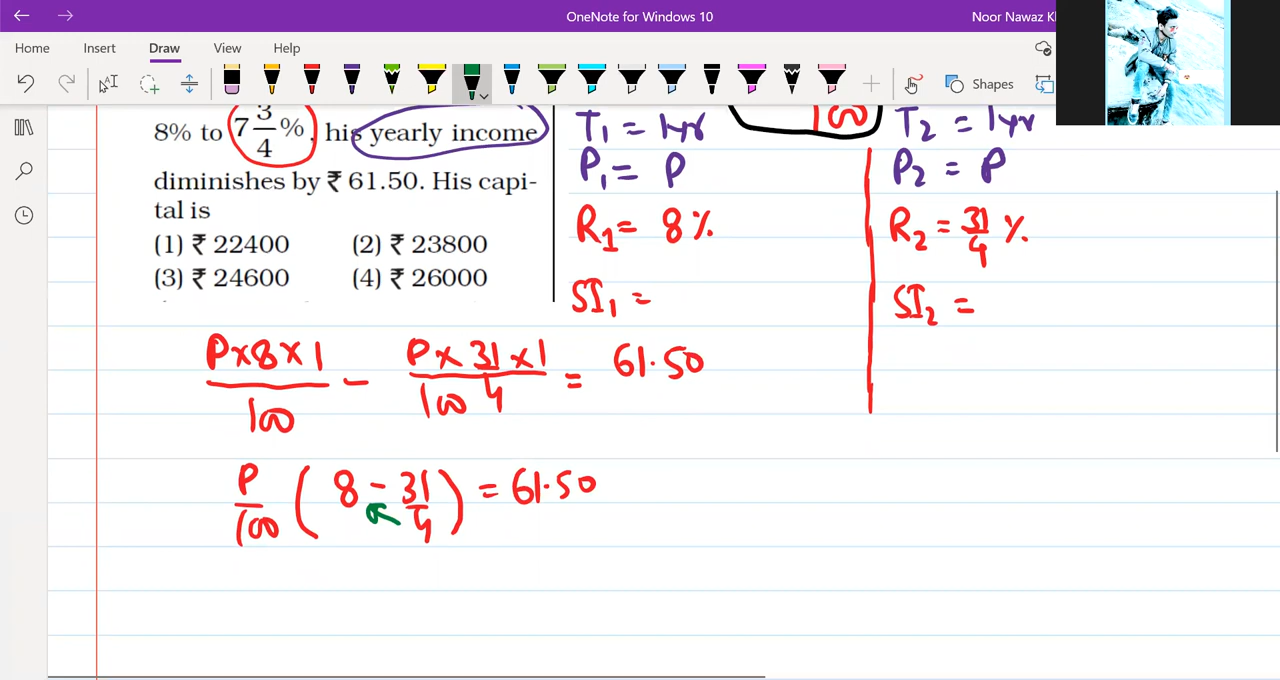 OneNote for Windows 10
Noor Nawaz
Home Insert Draw View Help
Shapes
8% to 7 3/4 %, his yearly income
diminishes by ₹ 61.50. His capi-
tal is
(1) ₹ 22400 (2) ₹ 23800
(3) ₹ 24600 (4) ₹ 26000
100
T₁ = 1yr
P₁ = P
R₁ = 8 %
SI₁ =
T₂ = 1yr
P₂ = P
R₂ = 31/4 %
SI₂ =
P×8×1/100 − P×31×1/100 4 = 61.50
P/100 ( 8 − 31/4 ) = 61.50